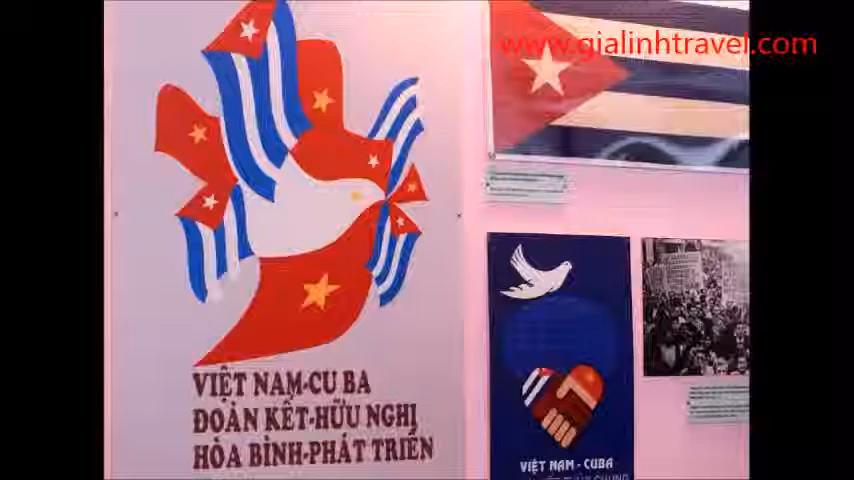 www.gialinhtravel.com
VIỆT NAM-CU BA
ĐOÀN KẾT-HỮU NGHỊ
HÒA BÌNH-PHÁT TRIỂN
VIỆT NAM - CUBA